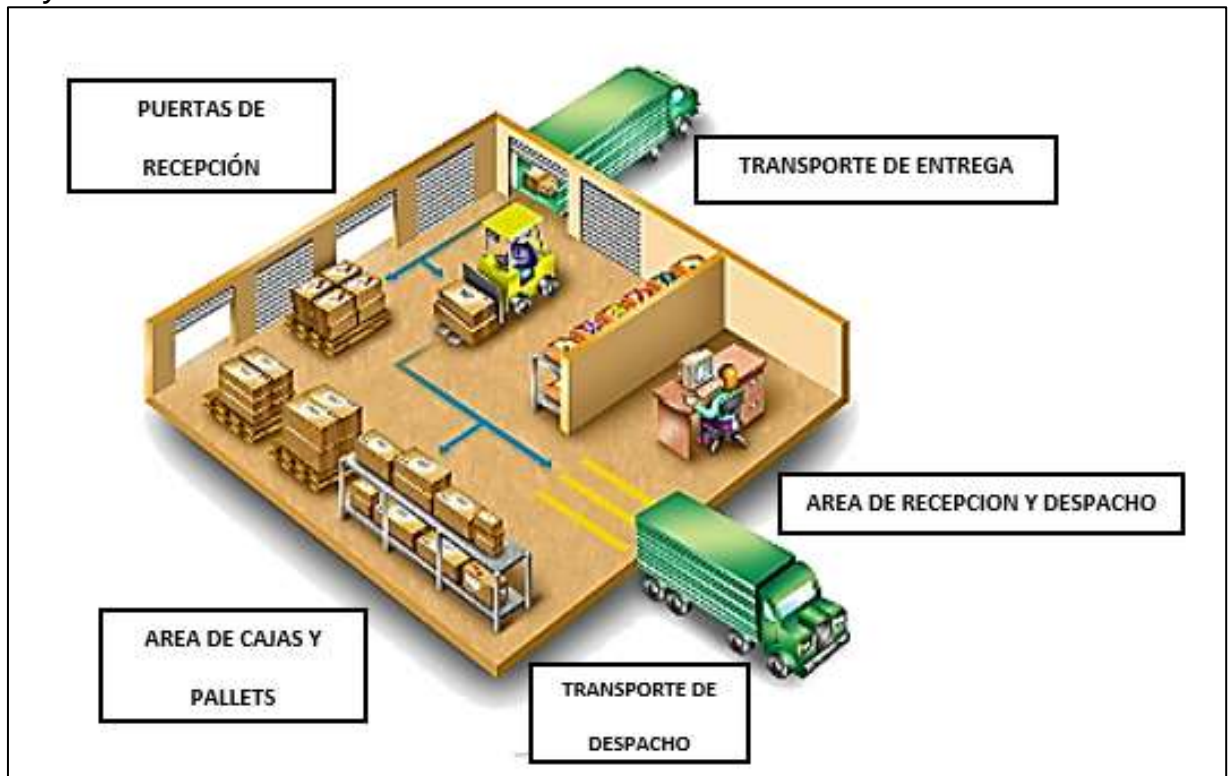 PUERTAS DE
RECEPCIÓN
TRANSPORTE DE ENTREGA
AREA DE RECEPCION Y DESPACHO
AREA DE CAJAS Y
PALLETS
TRANSPORTE DE
DESPACHO